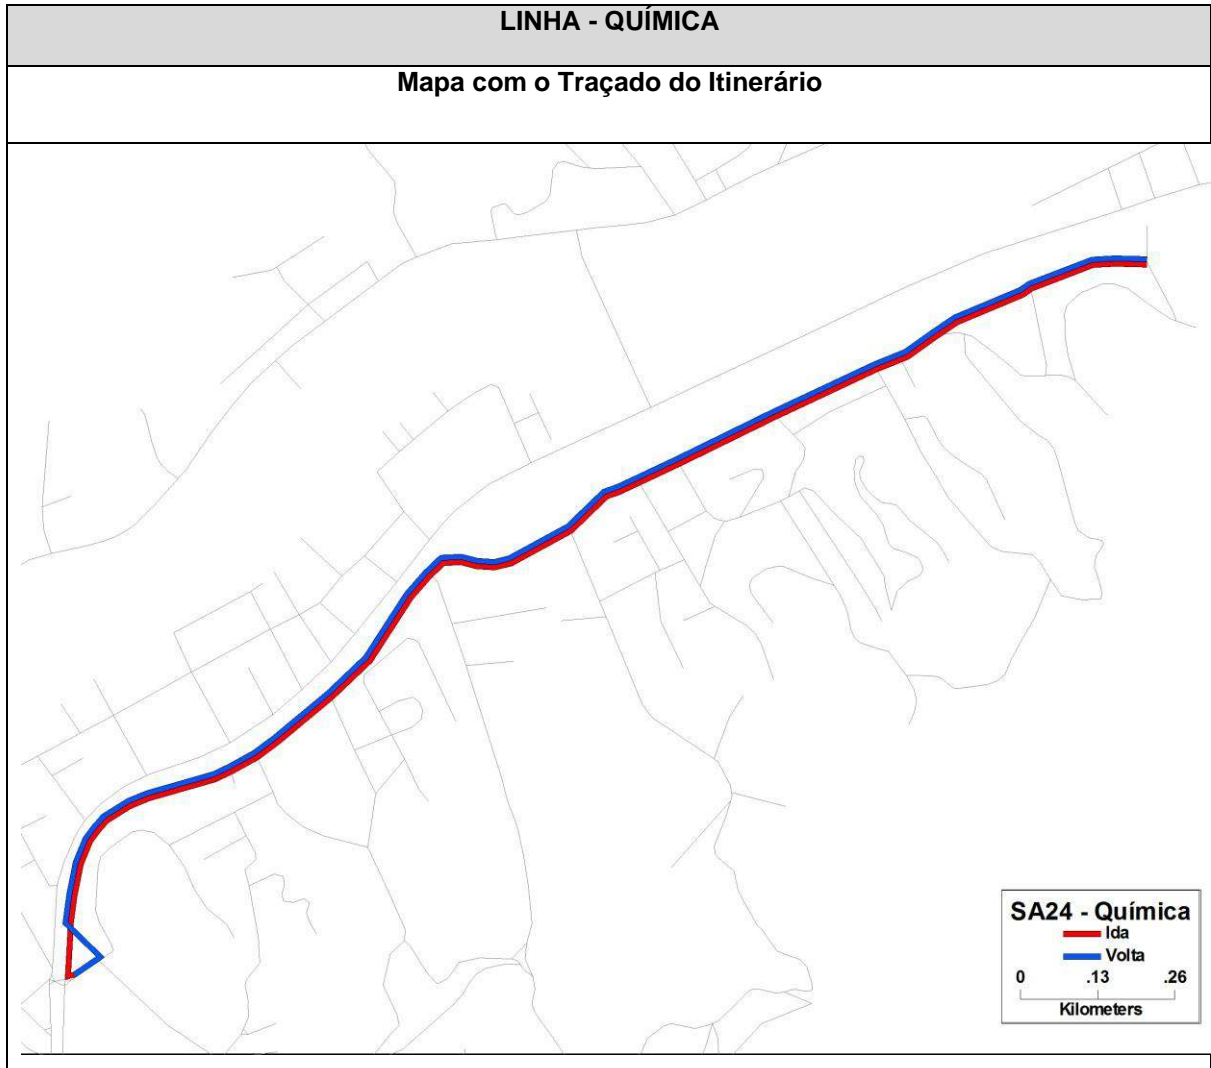 LINHA - QUÍMICA
Mapa com o Traçado do Itinerário
SA24 - Química
Ida
Volta
0 .13 .26
Kilometers